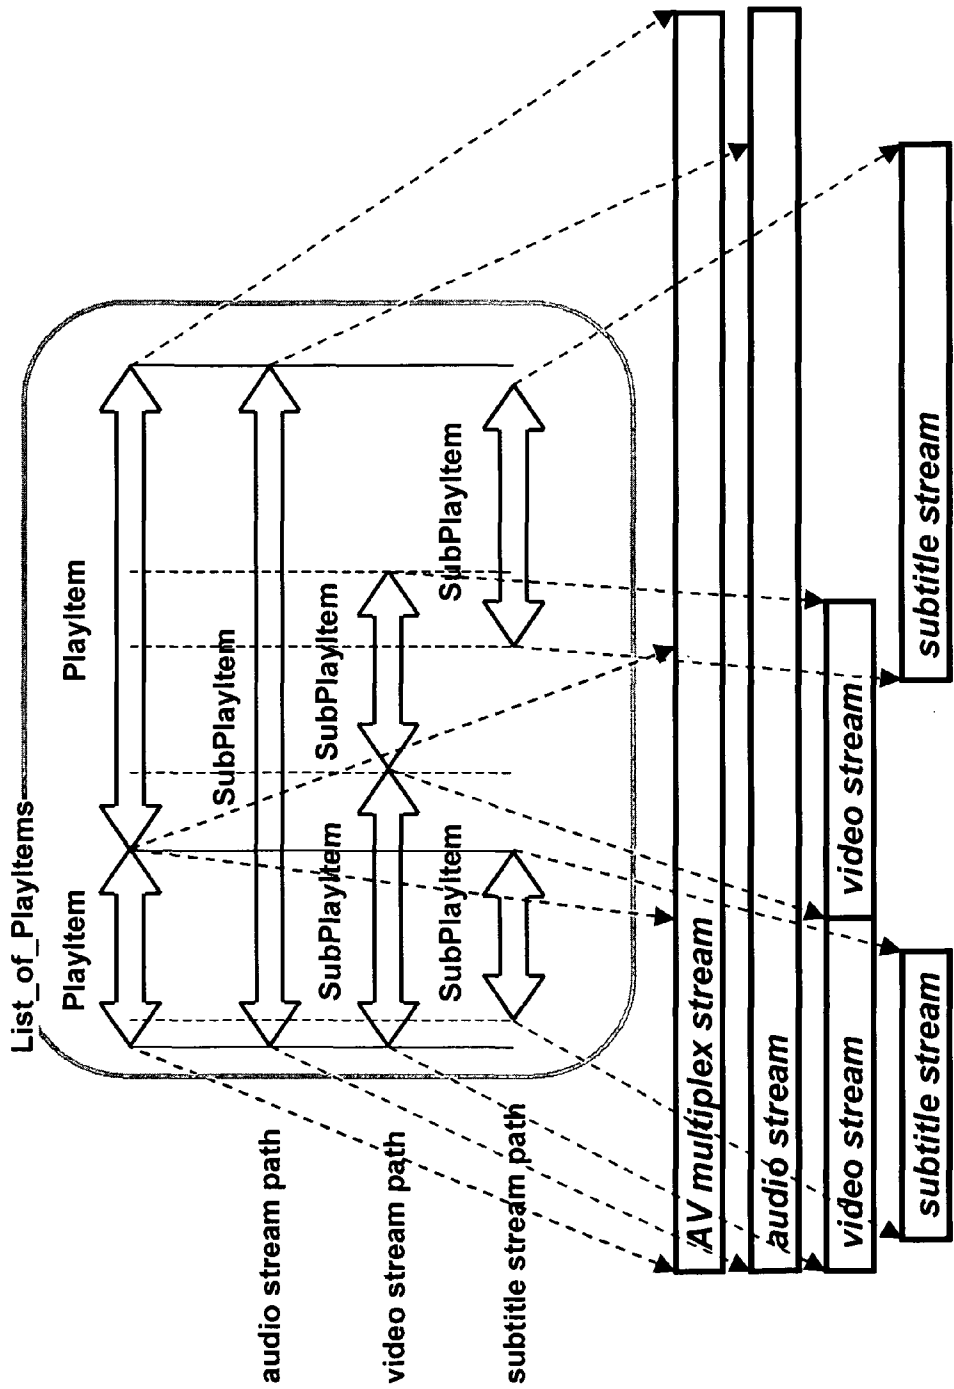 List_of_PlayItems
PlayItem
PlayItem
SubPlayItem
audio stream path
SubPlayItem
SubPlayItem
video stream path
SubPlayItem
SubPlayItem
subtitle stream path
AV multiplex stream
audio stream
video stream
video stream
subtitle stream
subtitle stream